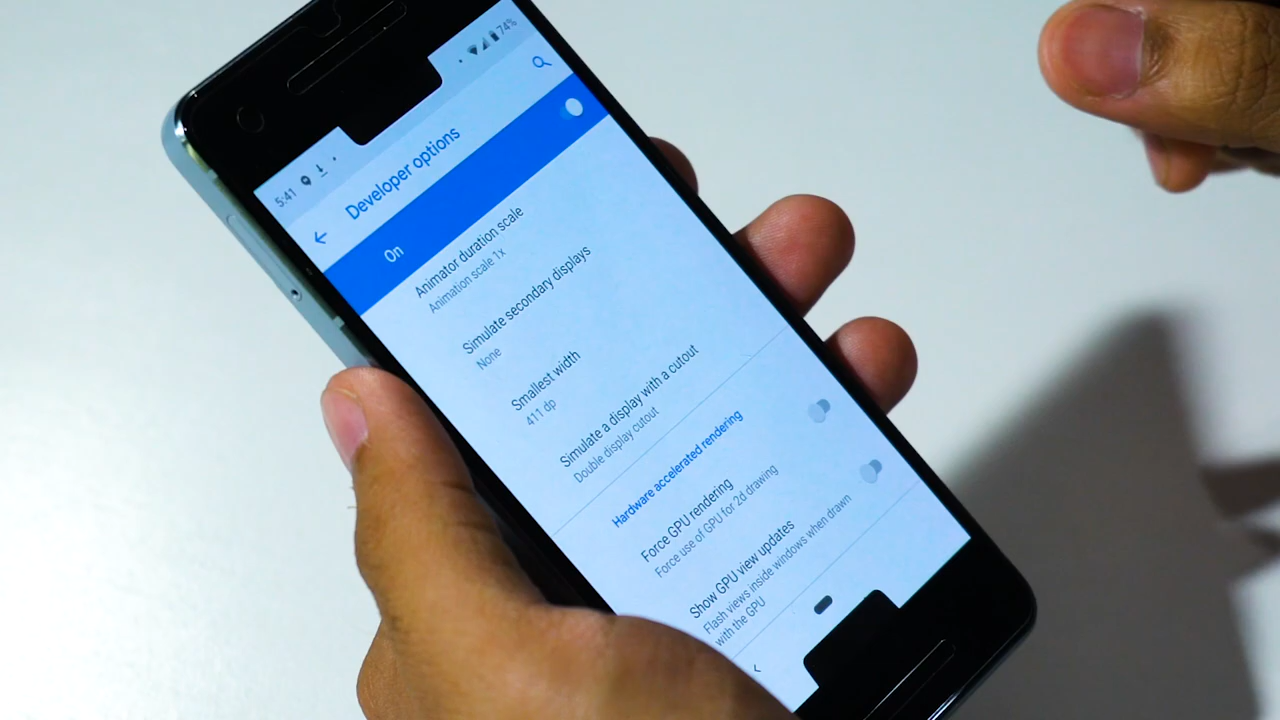 5:41
74%
Developer options
On
Animator duration scale
Animation scale 1x
Simulate secondary displays
None
Smallest width
411 dp
Simulate a display with a cutout
Double display cutout
Hardware accelerated rendering
Force GPU rendering
Force use of GPU for 2d drawing
Show GPU view updates
Flash views inside windows when drawn
with the GPU